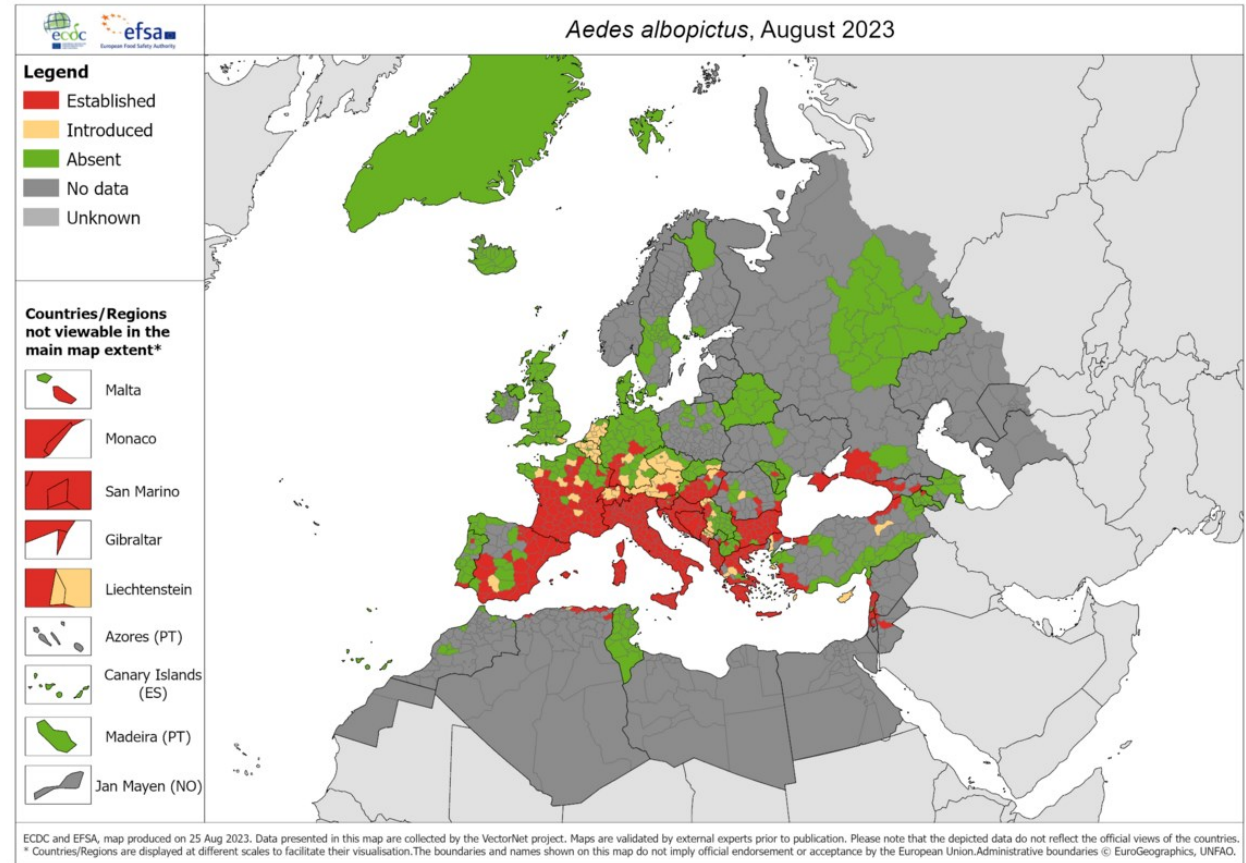 ecdc
efsa
European Food Safety Authority
Aedes albopictus, August 2023
Legend
Established
Introduced
Absent
No data
Unknown
Countries/Regions
not viewable in the
main map extent*
Malta
Monaco
San Marino
Gibraltar
Liechtenstein
Azores (PT)
Canary Islands
(ES)
Madeira (PT)
Jan Mayen (NO)
ECDC and EFSA, map produced on 25 Aug 2023. Data presented in this map are collected by the VectorNet project. Maps are validated by external experts prior to publication. Please note that the depicted data do not reflect the official views of the countries.
* Countries/Regions are displayed at different scales to facilitate their visualisation.The boundaries and names shown on this map do not imply official endorsement or acceptance by the European Union.Administrative boundaries © EuroGeographics, UNFAO.